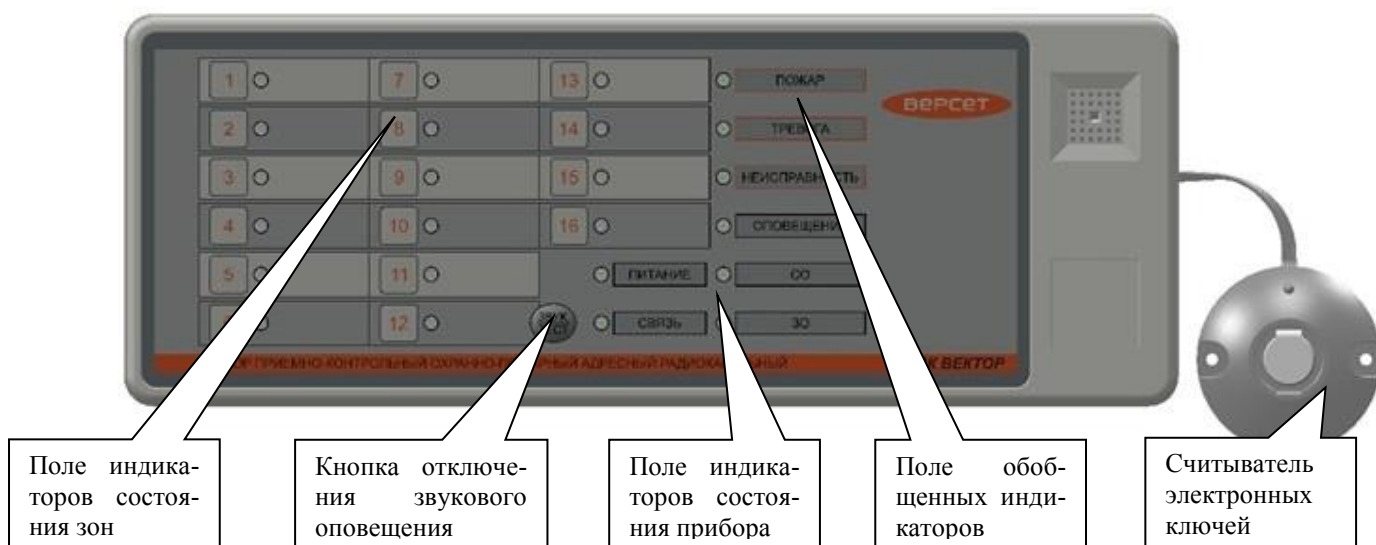 1 7 13 ПОЖАР
ВЕРСЕТ
2 8 14 ТРЕВОГА
3 9 15 НЕИСПРАВНОСТЬ
4 10 16 ОПОВЕЩЕНИ
5 11 ПИТАНИЕ СО
12 ЗВУК СВЯЗЬ ЗО
ПРИЕМНО-КОНТРОЛЬНЫЙ АДРЕСНЫЙ ВЕКТОР
Поле индика-
торов состоя-
ния зон
Кнопка отключе-
ния звукового
оповещения
Поле индика-
торов состоя-
ния прибора
Поле обоб-
щенных инди-
каторов
Считыватель
электронных
ключей